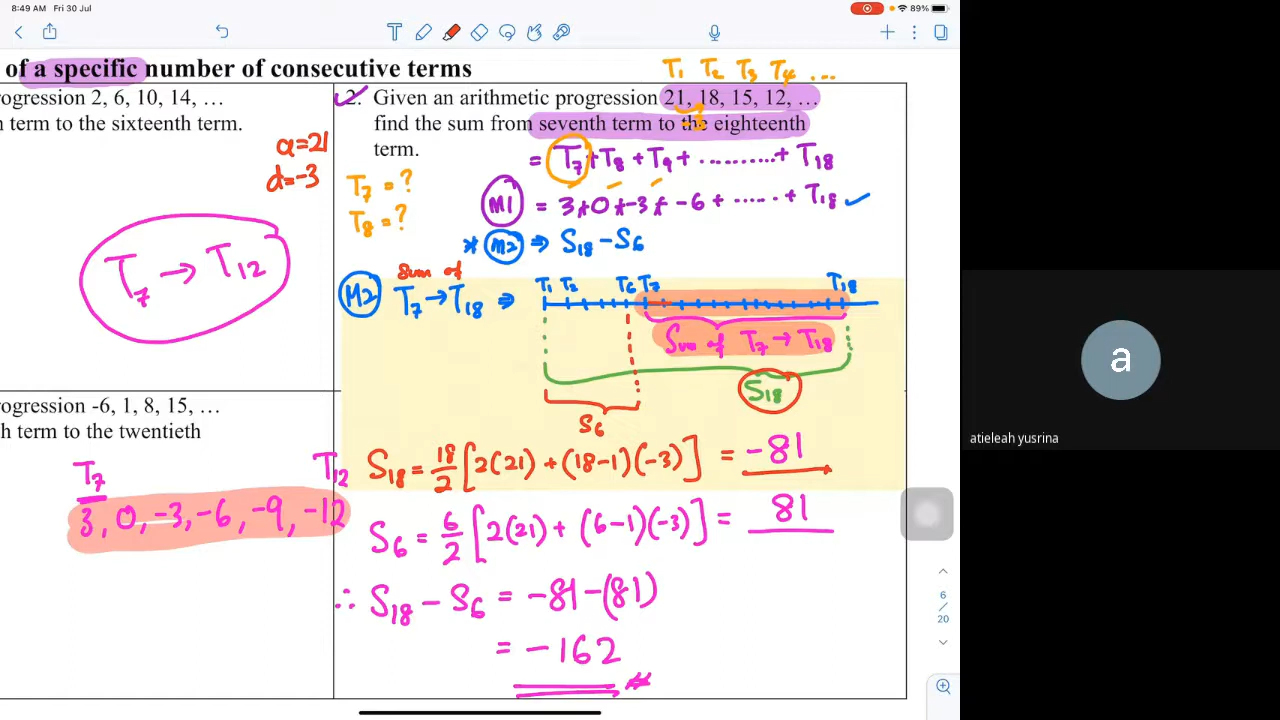 8:49 AM Fri 30 Jul
89%
of a specific number of consecutive terms
T1 T2 T3 T4 ...
rogression 2, 6, 10, 14, …
n term to the sixteenth term.
a=21
d=-3
T7 → T12
2. Given an arithmetic progression 21, 18, 15, 12, …
-3
find the sum from seventh term to the eighteenth
term.
= T7 + T8 + T9 + .......... + T18
T7 = ?
T8 = ?
M1 = 3 + 0 + -3 + -6 + ...... + T18 ✓
* M2 ⇒ S18 - S6
Sum of
M2 T7 → T18 ⇒
T1 T2 T6 T7 T18
Sum of T7 → T18
S18
S6
rogression -6, 1, 8, 15, …
h term to the twentieth
T7 T12
3, 0, -3, -6, -9, -12
S18 = 18/2 [2(21) + (18-1)(-3)] = -81
S6 = 6/2 [2(21) + (6-1)(-3)] = 81
∴ S18 - S6 = -81 - (81)
= -162
6
/
20
a
atieleah yusrina